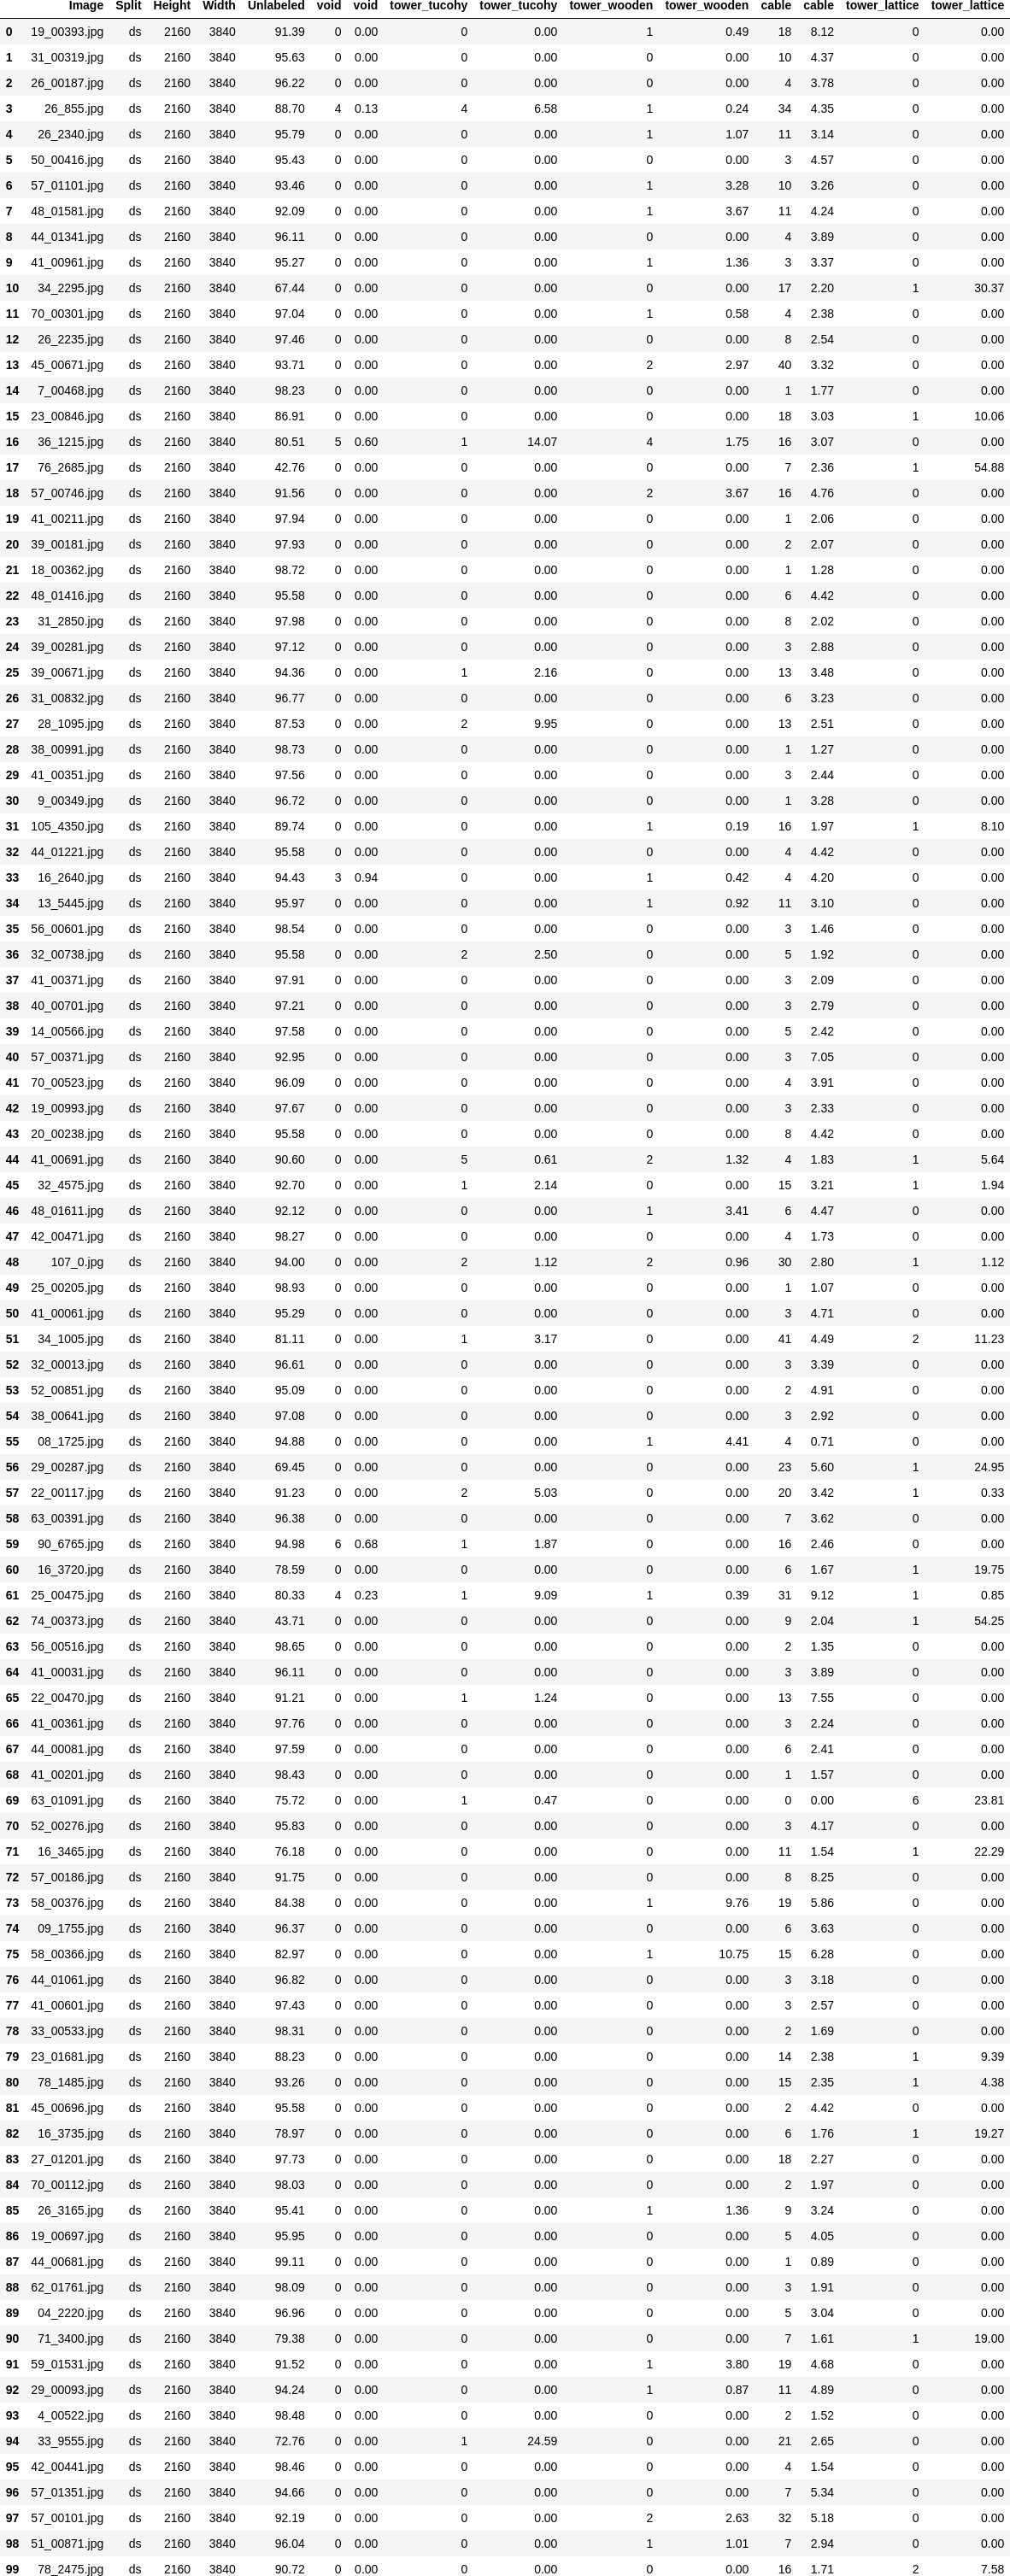 Image Split Height Width Unlabeled void void tower_tucohy tower_tucohy tower_wooden tower_wooden cable cable tower_lattice tower_lattice
0 19_00393.jpg ds 2160 3840 91.39 0 0.00 0 0.00 1 0.49 18 8.12 0 0.00
1 31_00319.jpg ds 2160 3840 95.63 0 0.00 0 0.00 0 0.00 10 4.37 0 0.00
2 26_00187.jpg ds 2160 3840 96.22 0 0.00 0 0.00 0 0.00 4 3.78 0 0.00
3 26_855.jpg ds 2160 3840 88.70 4 0.13 4 6.58 1 0.24 34 4.35 0 0.00
4 26_2340.jpg ds 2160 3840 95.79 0 0.00 0 0.00 1 1.07 11 3.14 0 0.00
5 50_00416.jpg ds 2160 3840 95.43 0 0.00 0 0.00 0 0.00 3 4.57 0 0.00
6 57_01101.jpg ds 2160 3840 93.46 0 0.00 0 0.00 1 3.28 10 3.26 0 0.00
7 48_01581.jpg ds 2160 3840 92.09 0 0.00 0 0.00 1 3.67 11 4.24 0 0.00
8 44_01341.jpg ds 2160 3840 96.11 0 0.00 0 0.00 0 0.00 4 3.89 0 0.00
9 41_00961.jpg ds 2160 3840 95.27 0 0.00 0 0.00 1 1.36 3 3.37 0 0.00
10 34_2295.jpg ds 2160 3840 67.44 0 0.00 0 0.00 0 0.00 17 2.20 1 30.37
11 70_00301.jpg ds 2160 3840 97.04 0 0.00 0 0.00 1 0.58 4 2.38 0 0.00
12 26_2235.jpg ds 2160 3840 97.46 0 0.00 0 0.00 0 0.00 8 2.54 0 0.00
13 45_00671.jpg ds 2160 3840 93.71 0 0.00 0 0.00 2 2.97 40 3.32 0 0.00
14 7_00468.jpg ds 2160 3840 98.23 0 0.00 0 0.00 0 0.00 1 1.77 0 0.00
15 23_00846.jpg ds 2160 3840 86.91 0 0.00 0 0.00 0 0.00 18 3.03 1 10.06
16 36_1215.jpg ds 2160 3840 80.51 5 0.60 1 14.07 4 1.75 16 3.07 0 0.00
17 76_2685.jpg ds 2160 3840 42.76 0 0.00 0 0.00 0 0.00 7 2.36 1 54.88
18 57_00746.jpg ds 2160 3840 91.56 0 0.00 0 0.00 2 3.67 16 4.76 0 0.00
19 41_00211.jpg ds 2160 3840 97.94 0 0.00 0 0.00 0 0.00 1 2.06 0 0.00
20 39_00181.jpg ds 2160 3840 97.93 0 0.00 0 0.00 0 0.00 2 2.07 0 0.00
21 18_00362.jpg ds 2160 3840 98.72 0 0.00 0 0.00 0 0.00 1 1.28 0 0.00
22 48_01416.jpg ds 2160 3840 95.58 0 0.00 0 0.00 0 0.00 6 4.42 0 0.00
23 31_2850.jpg ds 2160 3840 97.98 0 0.00 0 0.00 0 0.00 8 2.02 0 0.00
24 39_00281.jpg ds 2160 3840 97.12 0 0.00 0 0.00 0 0.00 3 2.88 0 0.00
25 39_00671.jpg ds 2160 3840 94.36 0 0.00 1 2.16 0 0.00 13 3.48 0 0.00
26 31_00832.jpg ds 2160 3840 96.77 0 0.00 0 0.00 0 0.00 6 3.23 0 0.00
27 28_1095.jpg ds 2160 3840 87.53 0 0.00 2 9.95 0 0.00 13 2.51 0 0.00
28 38_00991.jpg ds 2160 3840 98.73 0 0.00 0 0.00 0 0.00 1 1.27 0 0.00
29 41_00351.jpg ds 2160 3840 97.56 0 0.00 0 0.00 0 0.00 3 2.44 0 0.00
30 9_00349.jpg ds 2160 3840 96.72 0 0.00 0 0.00 0 0.00 1 3.28 0 0.00
31 105_4350.jpg ds 2160 3840 89.74 0 0.00 0 0.00 1 0.19 16 1.97 1 8.10
32 44_01221.jpg ds 2160 3840 95.58 0 0.00 0 0.00 0 0.00 4 4.42 0 0.00
33 16_2640.jpg ds 2160 3840 94.43 3 0.94 0 0.00 1 0.42 4 4.20 0 0.00
34 13_5445.jpg ds 2160 3840 95.97 0 0.00 0 0.00 1 0.92 11 3.10 0 0.00
35 56_00601.jpg ds 2160 3840 98.54 0 0.00 0 0.00 0 0.00 3 1.46 0 0.00
36 32_00738.jpg ds 2160 3840 95.58 0 0.00 2 2.50 0 0.00 5 1.92 0 0.00
37 41_00371.jpg ds 2160 3840 97.91 0 0.00 0 0.00 0 0.00 3 2.09 0 0.00
38 40_00701.jpg ds 2160 3840 97.21 0 0.00 0 0.00 0 0.00 3 2.79 0 0.00
39 14_00566.jpg ds 2160 3840 97.58 0 0.00 0 0.00 0 0.00 5 2.42 0 0.00
40 57_00371.jpg ds 2160 3840 92.95 0 0.00 0 0.00 0 0.00 3 7.05 0 0.00
41 70_00523.jpg ds 2160 3840 96.09 0 0.00 0 0.00 0 0.00 4 3.91 0 0.00
42 19_00993.jpg ds 2160 3840 97.67 0 0.00 0 0.00 0 0.00 3 2.33 0 0.00
43 20_00238.jpg ds 2160 3840 95.58 0 0.00 0 0.00 0 0.00 8 4.42 0 0.00
44 41_00691.jpg ds 2160 3840 90.60 0 0.00 5 0.61 2 1.32 4 1.83 1 5.64
45 32_4575.jpg ds 2160 3840 92.70 0 0.00 1 2.14 0 0.00 15 3.21 1 1.94
46 48_01611.jpg ds 2160 3840 92.12 0 0.00 0 0.00 1 3.41 6 4.47 0 0.00
47 42_00471.jpg ds 2160 3840 98.27 0 0.00 0 0.00 0 0.00 4 1.73 0 0.00
48 107_0.jpg ds 2160 3840 94.00 0 0.00 2 1.12 2 0.96 30 2.80 1 1.12
49 25_00205.jpg ds 2160 3840 98.93 0 0.00 0 0.00 0 0.00 1 1.07 0 0.00
50 41_00061.jpg ds 2160 3840 95.29 0 0.00 0 0.00 0 0.00 3 4.71 0 0.00
51 34_1005.jpg ds 2160 3840 81.11 0 0.00 1 3.17 0 0.00 41 4.49 2 11.23
52 32_00013.jpg ds 2160 3840 96.61 0 0.00 0 0.00 0 0.00 3 3.39 0 0.00
53 52_00851.jpg ds 2160 3840 95.09 0 0.00 0 0.00 0 0.00 2 4.91 0 0.00
54 38_00641.jpg ds 2160 3840 97.08 0 0.00 0 0.00 0 0.00 3 2.92 0 0.00
55 08_1725.jpg ds 2160 3840 94.88 0 0.00 0 0.00 1 4.41 4 0.71 0 0.00
56 29_00287.jpg ds 2160 3840 69.45 0 0.00 0 0.00 0 0.00 23 5.60 1 24.95
57 22_00117.jpg ds 2160 3840 91.23 0 0.00 2 5.03 0 0.00 20 3.42 1 0.33
58 63_00391.jpg ds 2160 3840 96.38 0 0.00 0 0.00 0 0.00 7 3.62 0 0.00
59 90_6765.jpg ds 2160 3840 94.98 6 0.68 1 1.87 0 0.00 16 2.46 0 0.00
60 16_3720.jpg ds 2160 3840 78.59 0 0.00 0 0.00 0 0.00 6 1.67 1 19.75
61 25_00475.jpg ds 2160 3840 80.33 4 0.23 1 9.09 1 0.39 31 9.12 1 0.85
62 74_00373.jpg ds 2160 3840 43.71 0 0.00 0 0.00 0 0.00 9 2.04 1 54.25
63 56_00516.jpg ds 2160 3840 98.65 0 0.00 0 0.00 0 0.00 2 1.35 0 0.00
64 41_00031.jpg ds 2160 3840 96.11 0 0.00 0 0.00 0 0.00 3 3.89 0 0.00
65 22_00470.jpg ds 2160 3840 91.21 0 0.00 1 1.24 0 0.00 13 7.55 0 0.00
66 41_00361.jpg ds 2160 3840 97.76 0 0.00 0 0.00 0 0.00 3 2.24 0 0.00
67 44_00081.jpg ds 2160 3840 97.59 0 0.00 0 0.00 0 0.00 6 2.41 0 0.00
68 41_00201.jpg ds 2160 3840 98.43 0 0.00 0 0.00 0 0.00 1 1.57 0 0.00
69 63_01091.jpg ds 2160 3840 75.72 0 0.00 1 0.47 0 0.00 0 0.00 6 23.81
70 52_00276.jpg ds 2160 3840 95.83 0 0.00 0 0.00 0 0.00 3 4.17 0 0.00
71 16_3465.jpg ds 2160 3840 76.18 0 0.00 0 0.00 0 0.00 11 1.54 1 22.29
72 57_00186.jpg ds 2160 3840 91.75 0 0.00 0 0.00 0 0.00 8 8.25 0 0.00
73 58_00376.jpg ds 2160 3840 84.38 0 0.00 0 0.00 1 9.76 19 5.86 0 0.00
74 09_1755.jpg ds 2160 3840 96.37 0 0.00 0 0.00 0 0.00 6 3.63 0 0.00
75 58_00366.jpg ds 2160 3840 82.97 0 0.00 0 0.00 1 10.75 15 6.28 0 0.00
76 44_01061.jpg ds 2160 3840 96.82 0 0.00 0 0.00 0 0.00 3 3.18 0 0.00
77 41_00601.jpg ds 2160 3840 97.43 0 0.00 0 0.00 0 0.00 3 2.57 0 0.00
78 33_00533.jpg ds 2160 3840 98.31 0 0.00 0 0.00 0 0.00 2 1.69 0 0.00
79 23_01681.jpg ds 2160 3840 88.23 0 0.00 0 0.00 0 0.00 14 2.38 1 9.39
80 78_1485.jpg ds 2160 3840 93.26 0 0.00 0 0.00 0 0.00 15 2.35 1 4.38
81 45_00696.jpg ds 2160 3840 95.58 0 0.00 0 0.00 0 0.00 2 4.42 0 0.00
82 16_3735.jpg ds 2160 3840 78.97 0 0.00 0 0.00 0 0.00 6 1.76 1 19.27
83 27_01201.jpg ds 2160 3840 97.73 0 0.00 0 0.00 0 0.00 18 2.27 0 0.00
84 70_00112.jpg ds 2160 3840 98.03 0 0.00 0 0.00 0 0.00 2 1.97 0 0.00
85 26_3165.jpg ds 2160 3840 95.41 0 0.00 0 0.00 1 1.36 9 3.24 0 0.00
86 19_00697.jpg ds 2160 3840 95.95 0 0.00 0 0.00 0 0.00 5 4.05 0 0.00
87 44_00681.jpg ds 2160 3840 99.11 0 0.00 0 0.00 0 0.00 1 0.89 0 0.00
88 62_01761.jpg ds 2160 3840 98.09 0 0.00 0 0.00 0 0.00 3 1.91 0 0.00
89 04_2220.jpg ds 2160 3840 96.96 0 0.00 0 0.00 0 0.00 5 3.04 0 0.00
90 71_3400.jpg ds 2160 3840 79.38 0 0.00 0 0.00 0 0.00 7 1.61 1 19.00
91 59_01531.jpg ds 2160 3840 91.52 0 0.00 0 0.00 1 3.80 19 4.68 0 0.00
92 29_00093.jpg ds 2160 3840 94.24 0 0.00 0 0.00 1 0.87 11 4.89 0 0.00
93 4_00522.jpg ds 2160 3840 98.48 0 0.00 0 0.00 0 0.00 2 1.52 0 0.00
94 33_9555.jpg ds 2160 3840 72.76 0 0.00 1 24.59 0 0.00 21 2.65 0 0.00
95 42_00441.jpg ds 2160 3840 98.46 0 0.00 0 0.00 0 0.00 4 1.54 0 0.00
96 57_01351.jpg ds 2160 3840 94.66 0 0.00 0 0.00 0 0.00 7 5.34 0 0.00
97 57_00101.jpg ds 2160 3840 92.19 0 0.00 0 0.00 2 2.63 32 5.18 0 0.00
98 51_00871.jpg ds 2160 3840 96.04 0 0.00 0 0.00 1 1.01 7 2.94 0 0.00
99 78_2475.jpg ds 2160 3840 90.72 0 0.00 0 0.00 0 0.00 16 1.71 2 7.58